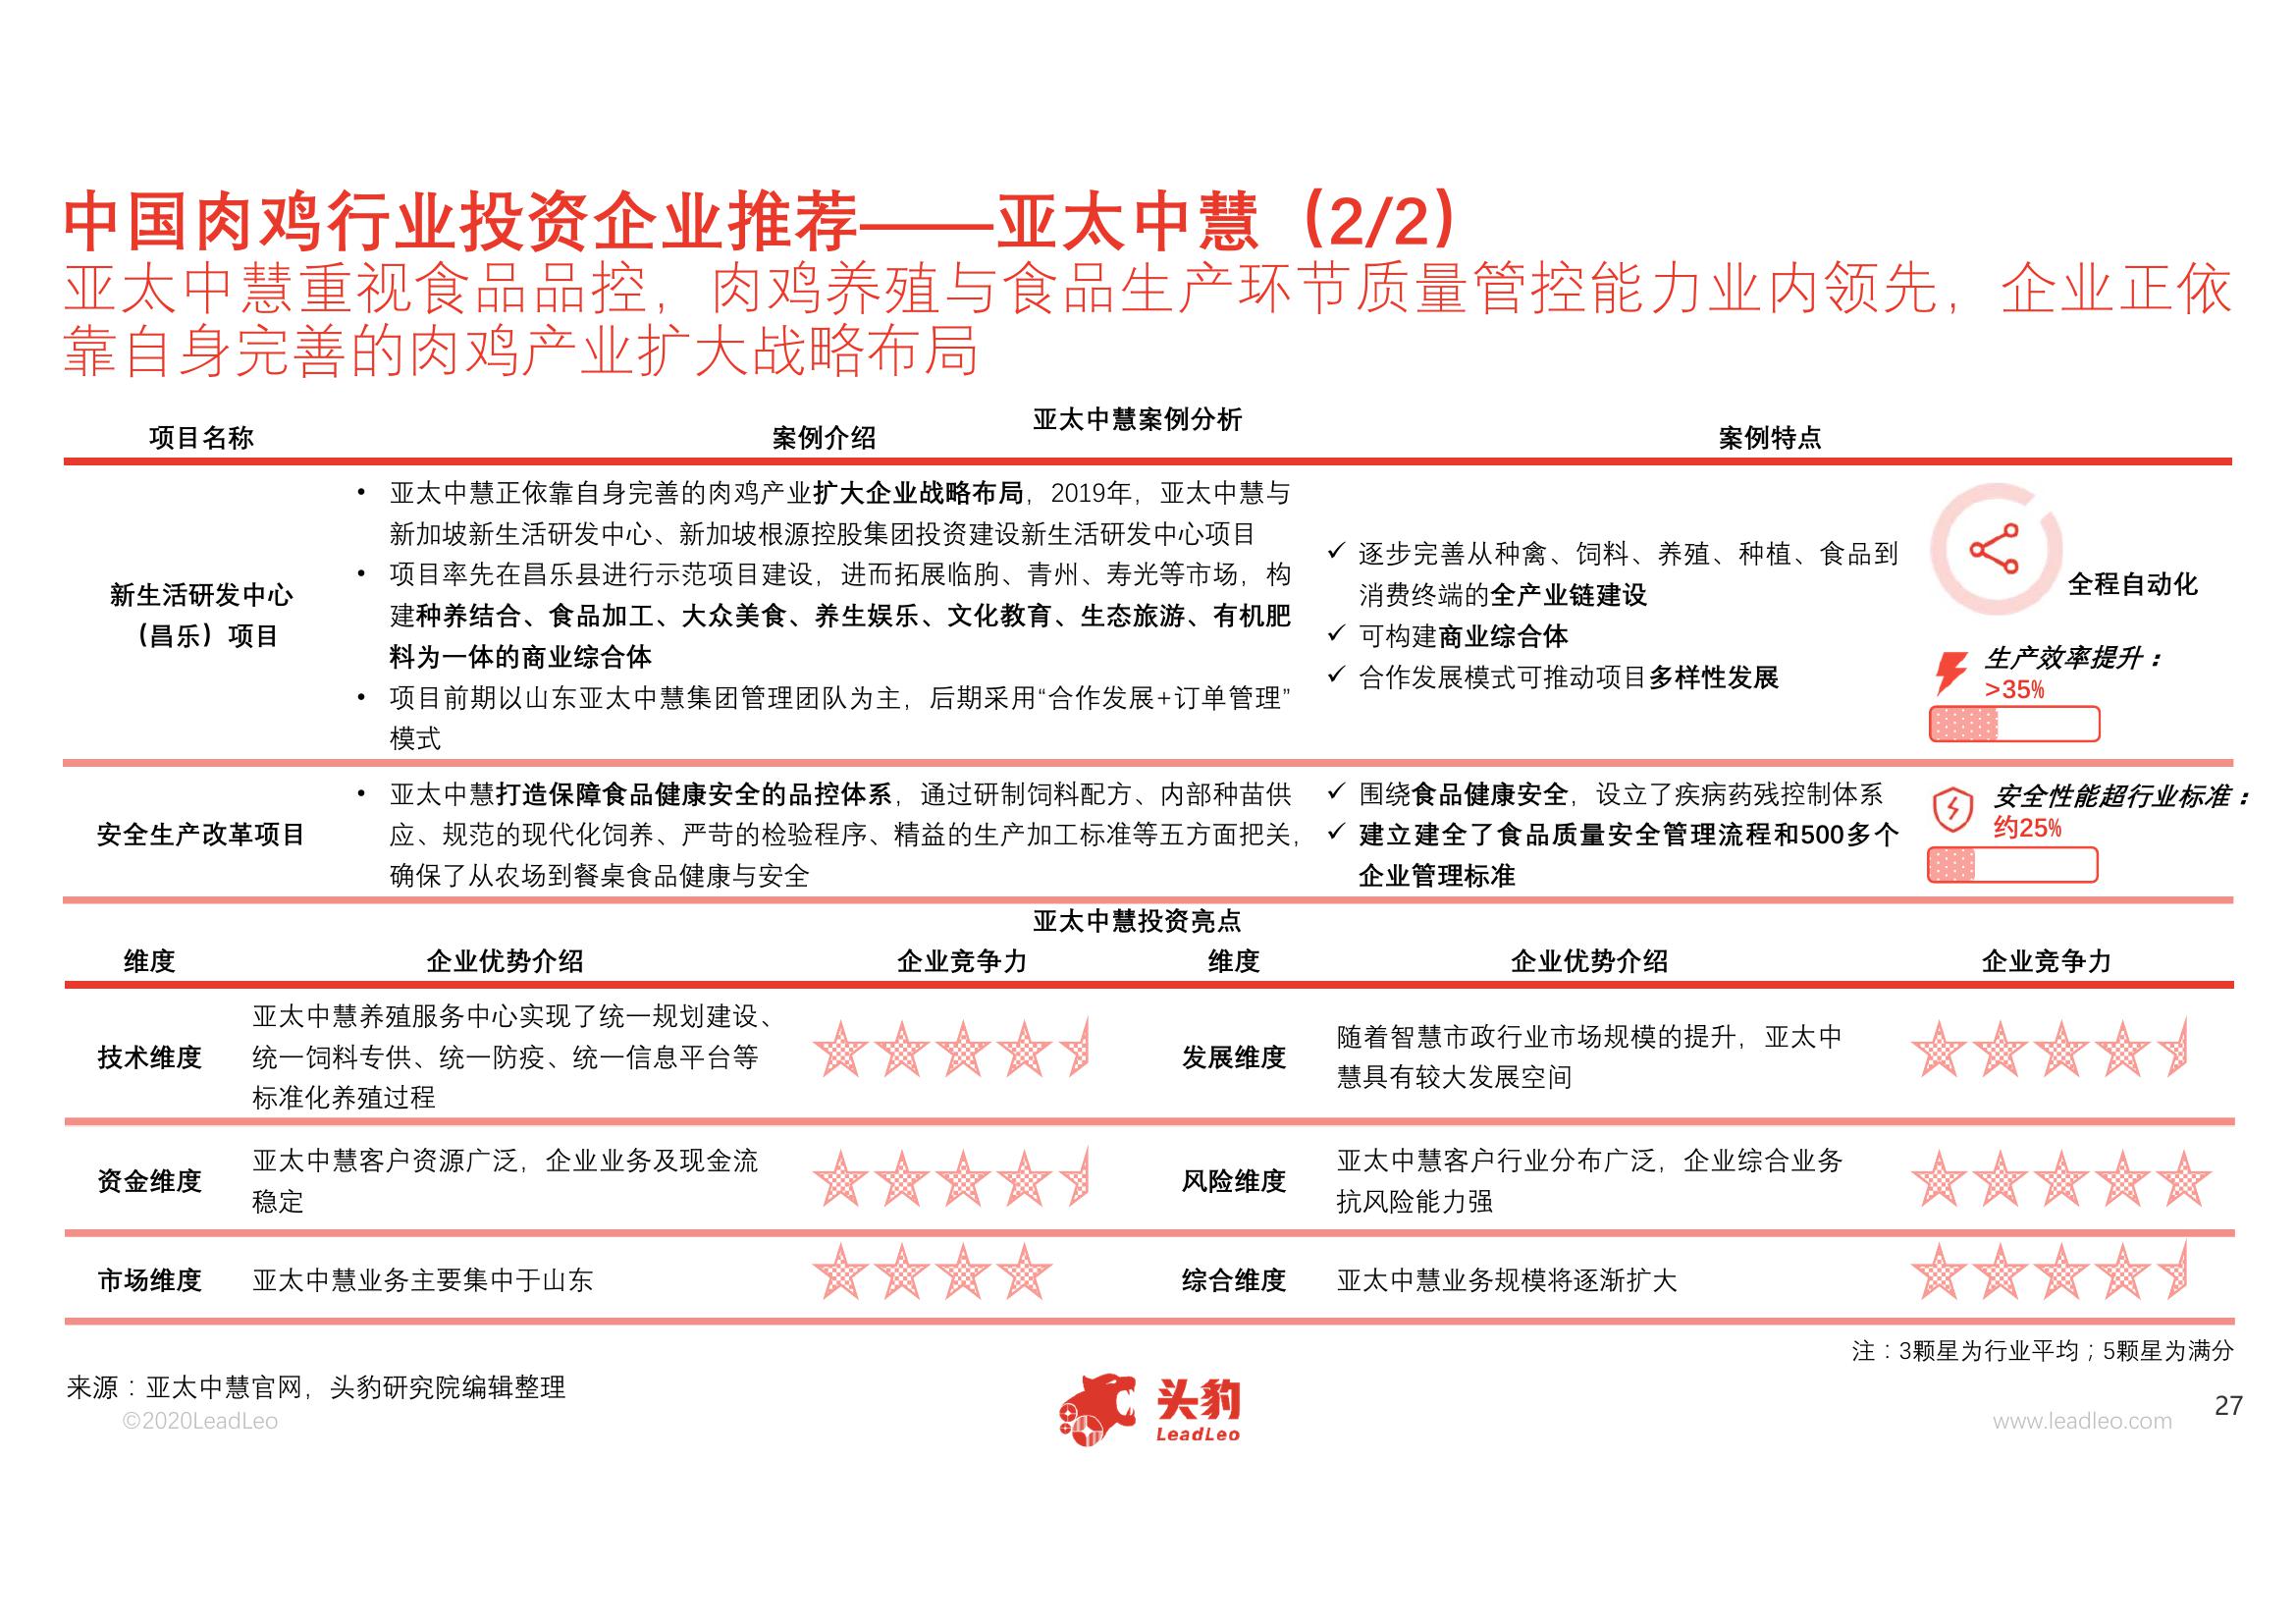 中国肉鸡行业投资企业推荐——亚太中慧（2/2）
亚太中慧重视食品品控，肉鸡养殖与食品生产环节质量管控能力业内领先，企业正依
靠自身完善的肉鸡产业扩大战略布局
亚太中慧案例分析
项目名称
案例介绍
案例特点
新生活研发中心
（昌乐）项目
• 亚太中慧正依靠自身完善的肉鸡产业扩大企业战略布局，2019年，亚太中慧与
新加坡新生活研发中心、新加坡根源控股集团投资建设新生活研发中心项目
• 项目率先在昌乐县进行示范项目建设，进而拓展临朐、青州、寿光等市场，构
建种养结合、食品加工、大众美食、养生娱乐、文化教育、生态旅游、有机肥
料为一体的商业综合体
• 项目前期以山东亚太中慧集团管理团队为主，后期采用“合作发展+订单管理”
模式
✓ 逐步完善从种禽、饲料、养殖、种植、食品到
消费终端的全产业链建设
✓ 可构建商业综合体
✓ 合作发展模式可推动项目多样性发展
全程自动化
生产效率提升：
>35%
安全生产改革项目
• 亚太中慧打造保障食品健康安全的品控体系，通过研制饲料配方、内部种苗供
应、规范的现代化饲养、严苛的检验程序、精益的生产加工标准等五方面把关，
确保了从农场到餐桌食品健康与安全
✓ 围绕食品健康安全，设立了疾病药残控制体系
✓ 建立建全了食品质量安全管理流程和500多个
企业管理标准
安全性能超行业标准：
约25%
亚太中慧投资亮点
维度
企业优势介绍
企业竞争力
维度
企业优势介绍
企业竞争力
技术维度
亚太中慧养殖服务中心实现了统一规划建设、
统一饲料专供、统一防疫、统一信息平台等
标准化养殖过程
发展维度
随着智慧市政行业市场规模的提升，亚太中
慧具有较大发展空间
资金维度
亚太中慧客户资源广泛，企业业务及现金流
稳定
风险维度
亚太中慧客户行业分布广泛，企业综合业务
抗风险能力强
市场维度
亚太中慧业务主要集中于山东
综合维度
亚太中慧业务规模将逐渐扩大
注：3颗星为行业平均；5颗星为满分
来源：亚太中慧官网，头豹研究院编辑整理
©2020LeadLeo
头豹
LeadLeo
www.leadleo.com
27